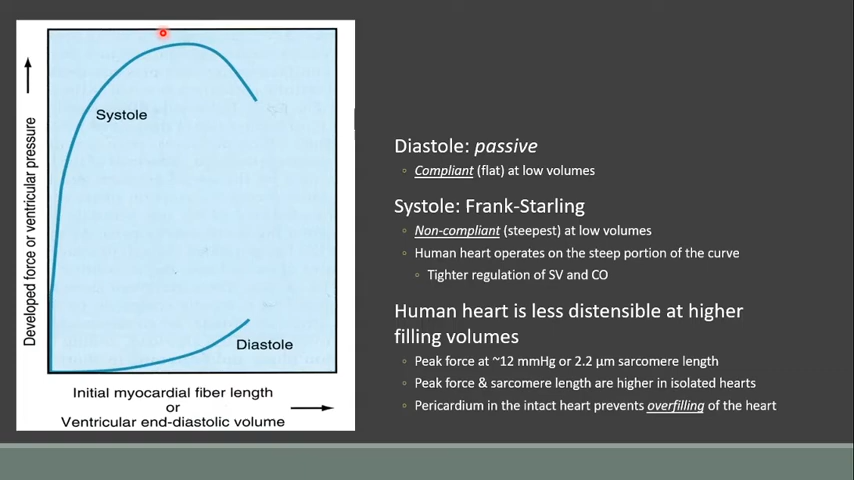 Developed force or ventricular pressure
Systole
Diastole
Initial myocardial fiber length
or
Ventricular end-diastolic volume
Diastole: passive
Compliant (flat) at low volumes
Systole: Frank-Starling
Non-compliant (steepest) at low volumes
Human heart operates on the steep portion of the curve
Tighter regulation of SV and CO
Human heart is less distensible at higher
filling volumes
Peak force at ~12 mmHg or 2.2 µm sarcomere length
Peak force & sarcomere length are higher in isolated hearts
Pericardium in the intact heart prevents overfilling of the heart